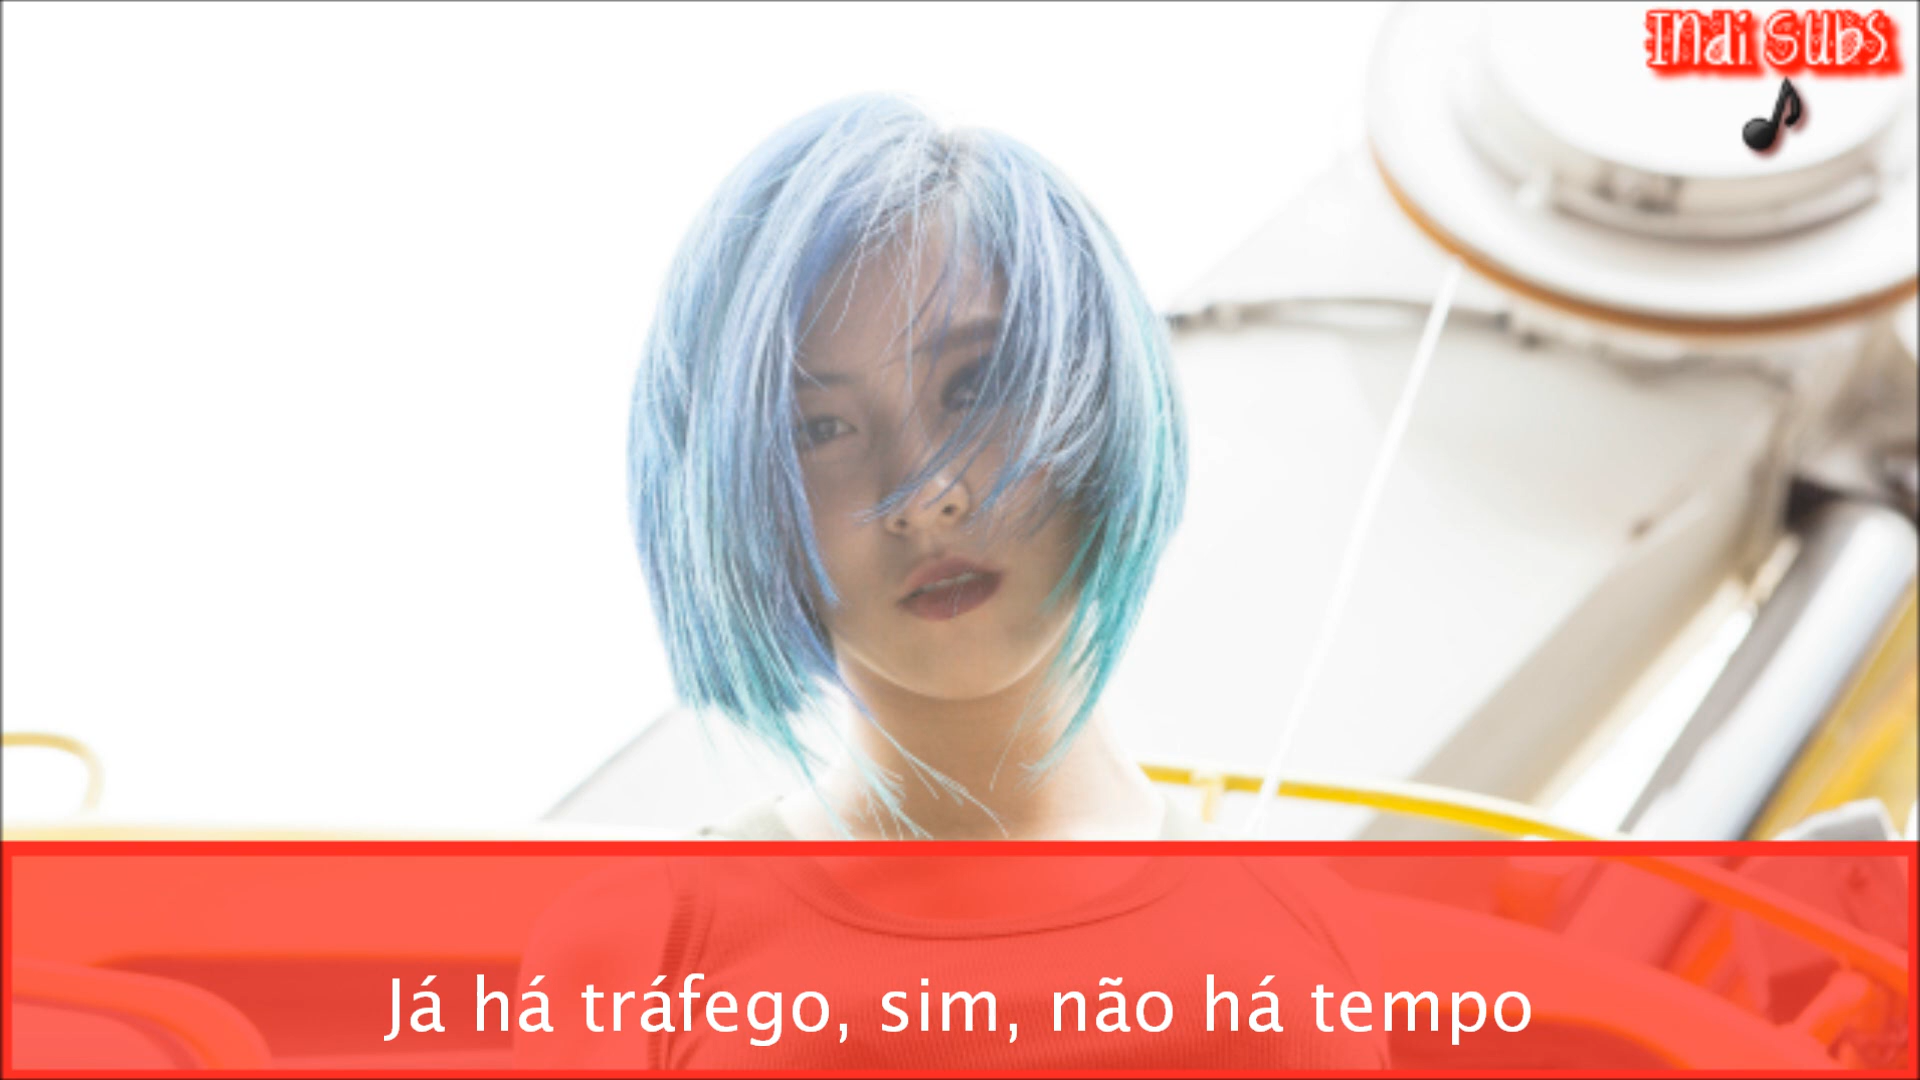 Indi Subs
Já há tráfego, sim, não há tempo